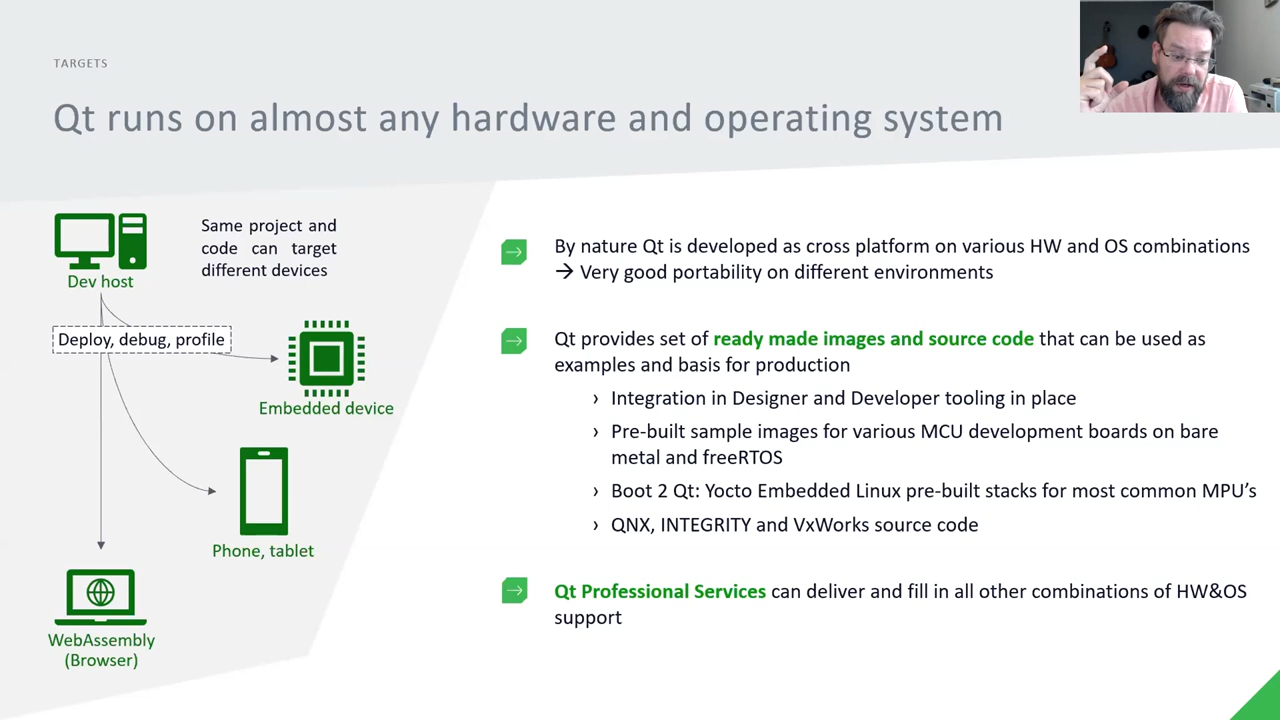 TARGETS
Qt runs on almost any hardware and operating system
Dev host
Same project and
code can target
different devices
Deploy, debug, profile
Embedded device
Phone, tablet
WebAssembly
(Browser)
By nature Qt is developed as cross platform on various HW and OS combinations
→ Very good portability on different environments
Qt provides set of ready made images and source code that can be used as
examples and basis for production
› Integration in Designer and Developer tooling in place
› Pre-built sample images for various MCU development boards on bare
metal and freeRTOS
› Boot 2 Qt: Yocto Embedded Linux pre-built stacks for most common MPU’s
› QNX, INTEGRITY and VxWorks source code
Qt Professional Services can deliver and fill in all other combinations of HW&OS
support